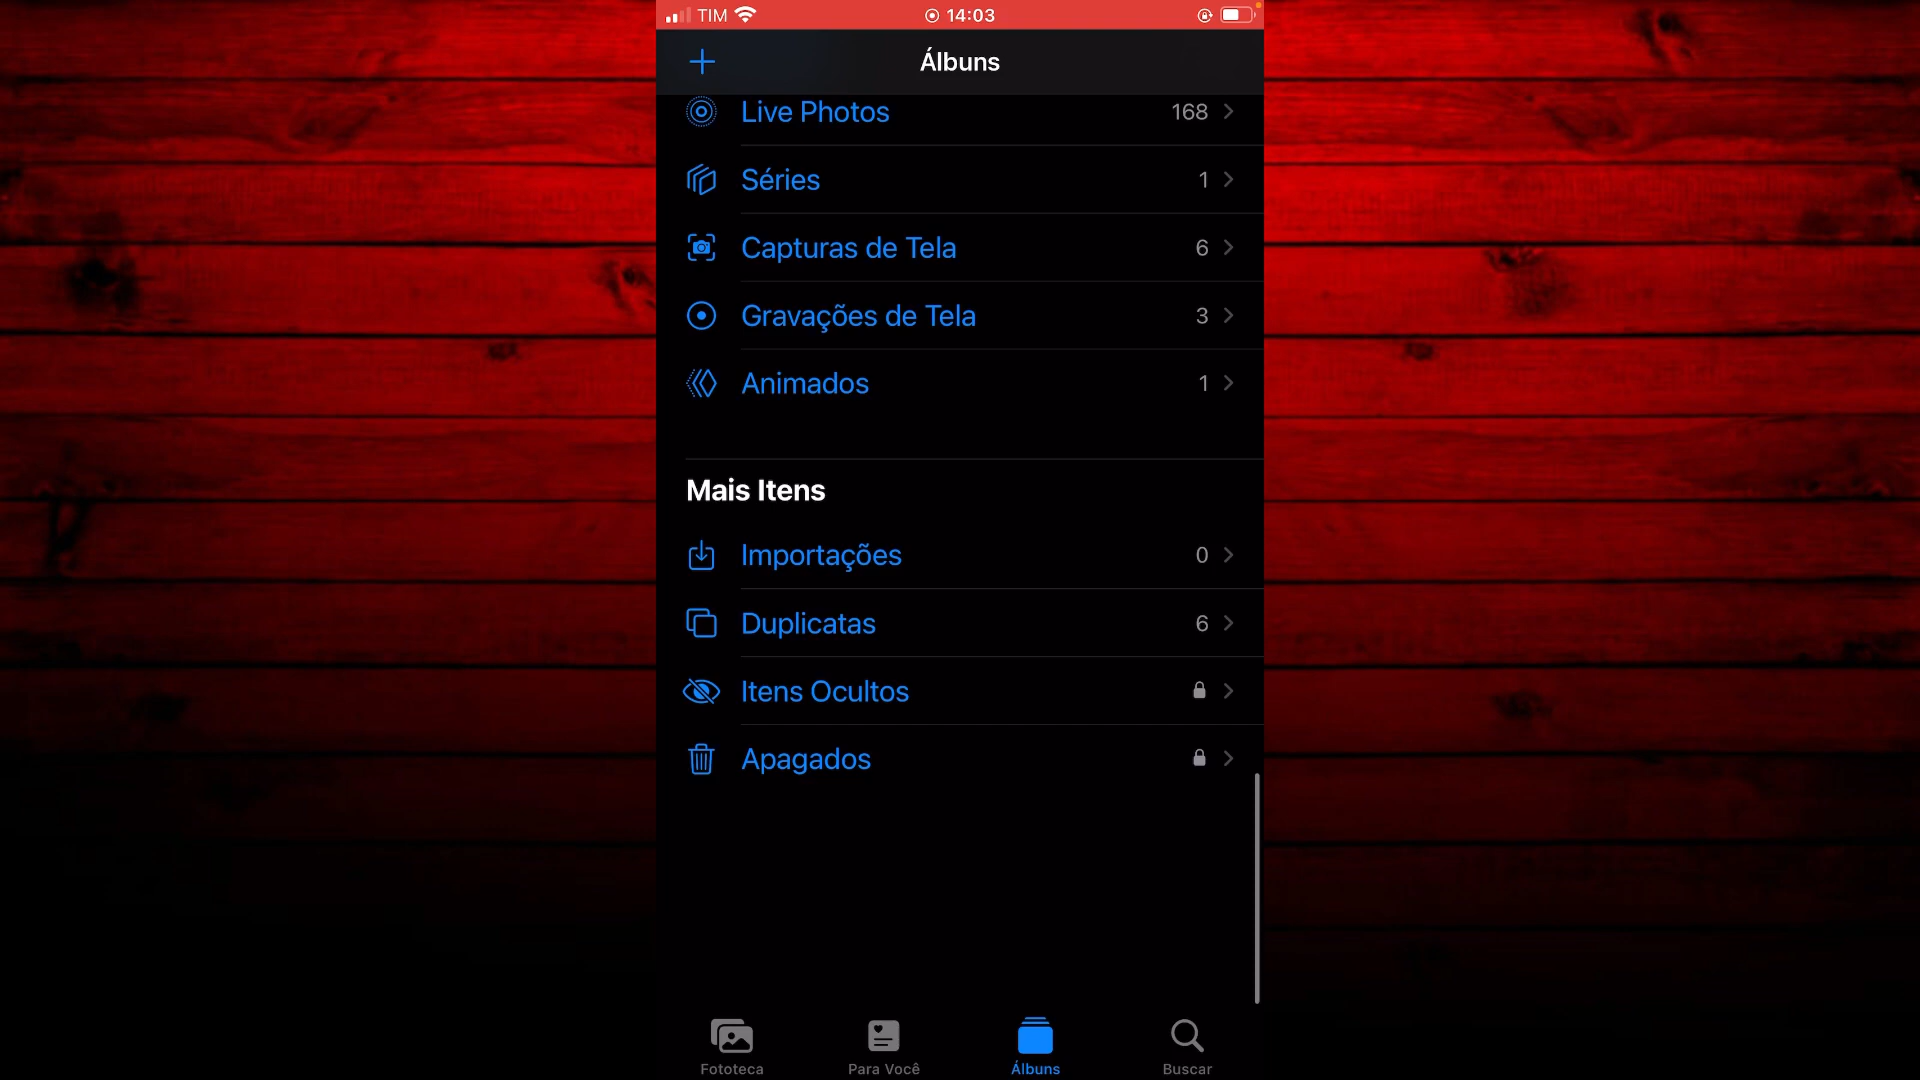 TIM 14:03
Álbuns
Live Photos 168
Séries 1
Capturas de Tela 6
Gravações de Tela 3
Animados 1
Mais Itens
Importações 0
Duplicatas 6
Itens Ocultos
Apagados
Fototeca Para Você Álbuns Buscar